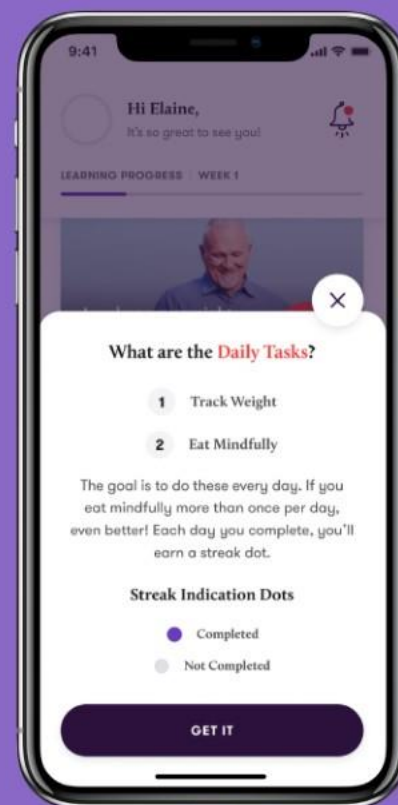 9:41
Hi Elaine,
It's so great to see you!
LEARNING PROGRESS | WEEK 1
What are the Daily Tasks?
1 Track Weight
2 Eat Mindfully
The goal is to do these every day. If you
eat mindfully more than once per day,
even better! Each day you complete, you'll
earn a streak dot.
Streak Indication Dots
Completed
Not Completed
GET IT